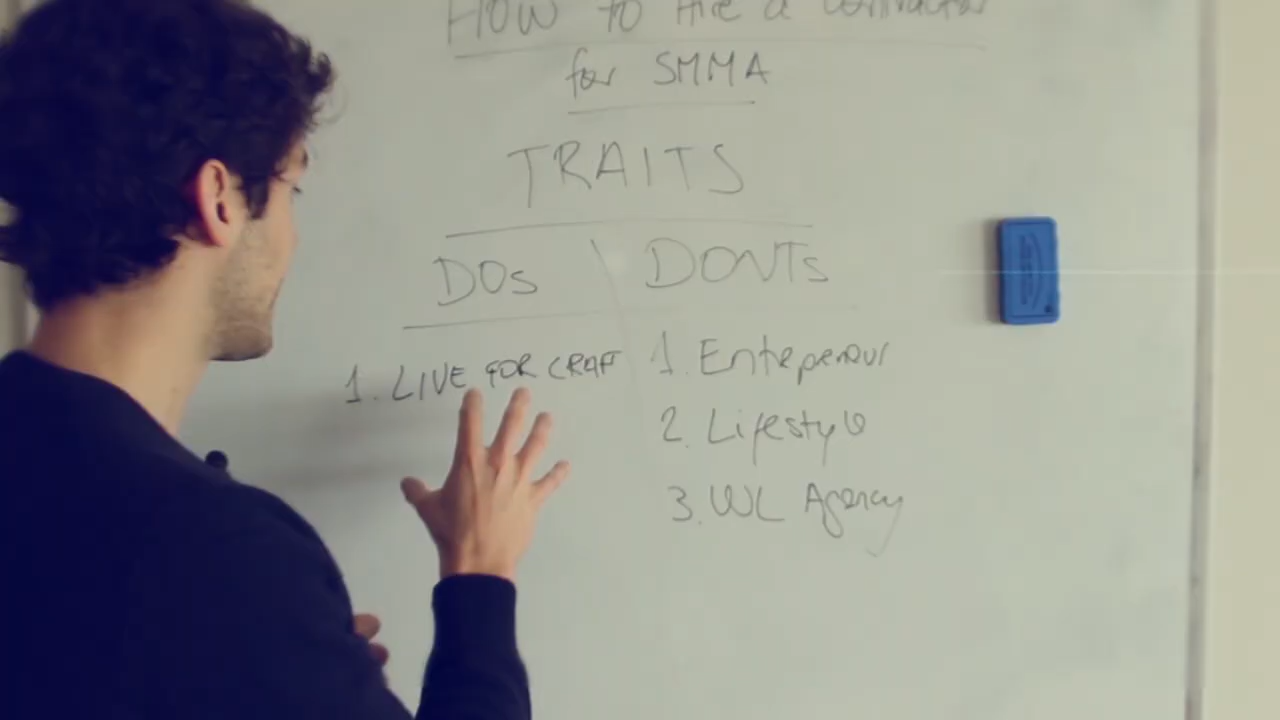 HOW to Hire a contractor
for SMMA
TRAITS
DOs
DONTs
1. LIVE FOR CRAFT
1. Entepreneur
2. Lifestyle
3. WL Agency